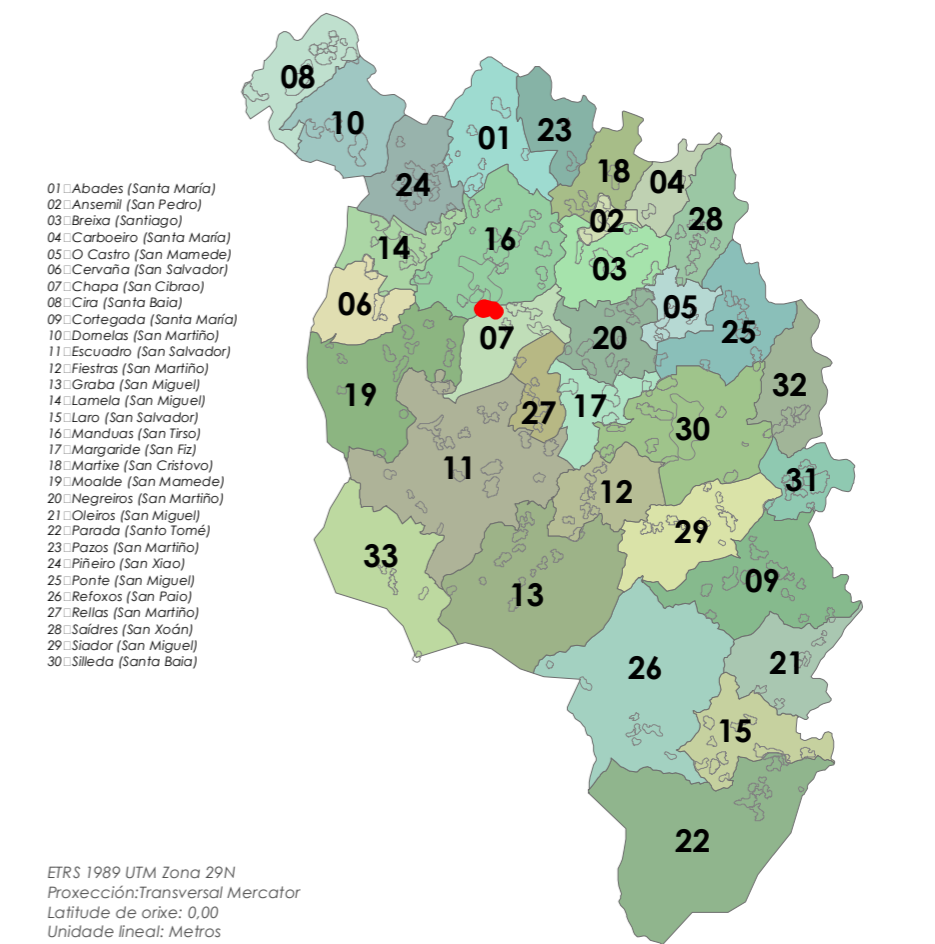 08
10
01
23
24
18
04
02
28
14
16
03
06
05
07
20
25
19
27
17
32
30
11
12
31
29
33
13
09
26
21
15
22
01□Abades (Santa María)
02□Ansemil (San Pedro)
03□Breixa (Santiago)
04□Carboeiro (Santa María)
05□O Castro (San Mamede)
06□Cervaña (San Salvador)
07□Chapa (San Cibrao)
08□Cira (Santa Baia)
09□Cortegada (Santa María)
10□Dornelas (San Martiño)
11□Escuadro (San Salvador)
12□Fiestras (San Martiño)
13□Graba (San Miguel)
14□Lamela (San Miguel)
15□Laro (San Salvador)
16□Manduas (San Tirso)
17□Margaride (San Fiz)
18□Martixe (San Cristovo)
19□Moalde (San Mamede)
20□Negreiros (San Martiño)
21□Oleiros (San Miguel)
22□Parada (Santo Tomé)
23□Pazos (San Martiño)
24□Piñeiro (San Xiao)
25□Ponte (San Miguel)
26□Refoxos (San Paio)
27□Rellas (San Martiño)
28□Saídres (San Xoán)
29□Siador (San Miguel)
30□Silleda (Santa Baia)
ETRS 1989 UTM Zona 29N
Proxección:Transversal Mercator
Latitude de orixe: 0,00
Unidade lineal: Metros